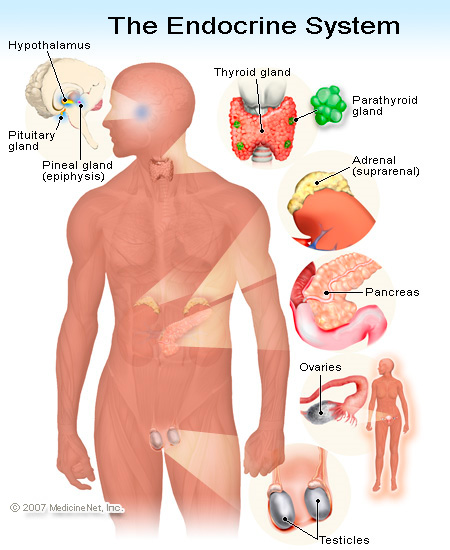 The Endocrine System
Hypothalamus
Pituitary
gland
Pineal gland
(epiphysis)
Thyroid gland
Parathyroid
gland
Adrenal
(suprarenal)
Pancreas
Ovaries
Testicles
© 2007 MedicineNet, Inc.